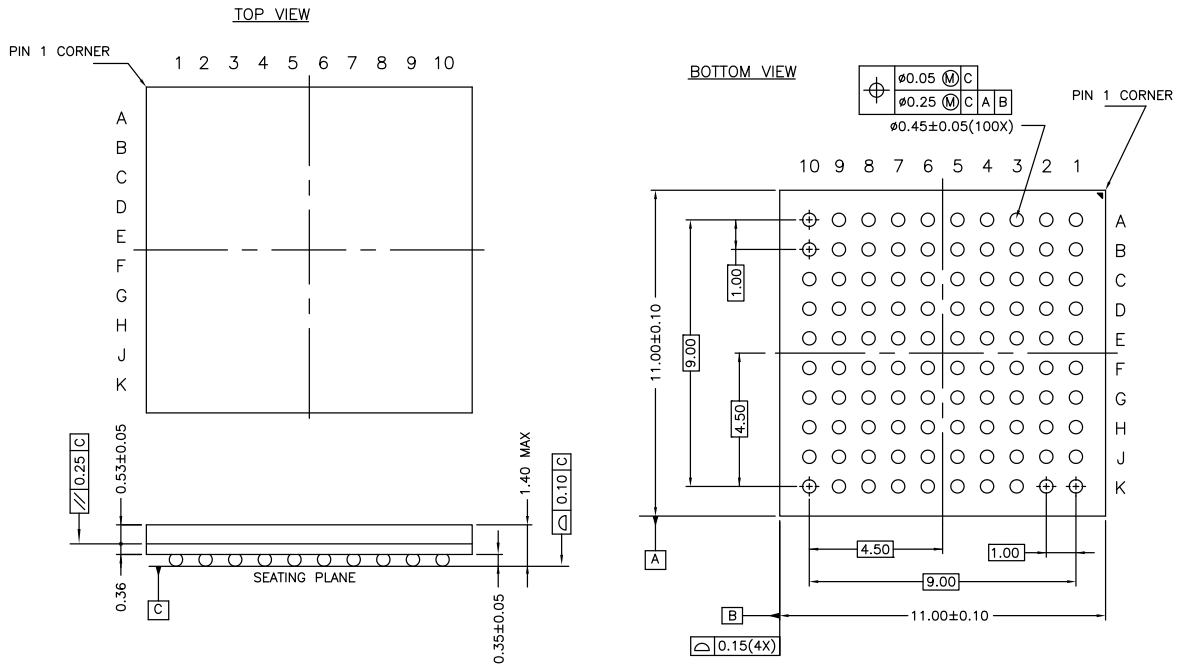 TOP VIEW
PIN 1 CORNER
1 2 3 4 5 6 7 8 9 10
A
B
C
D
E
F
G
H
J
K
0.25 C
0.53±0.05
0.36
SEATING PLANE
C
1.40 MAX
0.10 C
0.35±0.05
BOTTOM VIEW
ø0.05 Ⓜ C
ø0.25 Ⓜ C A B
ø0.45±0.05(100X)
PIN 1 CORNER
10 9 8 7 6 5 4 3 2 1
A
B
C
D
E
F
G
H
J
K
1.00
11.00±0.10
9.00
4.50
A
4.50
1.00
9.00
B
11.00±0.10
0.15(4X)